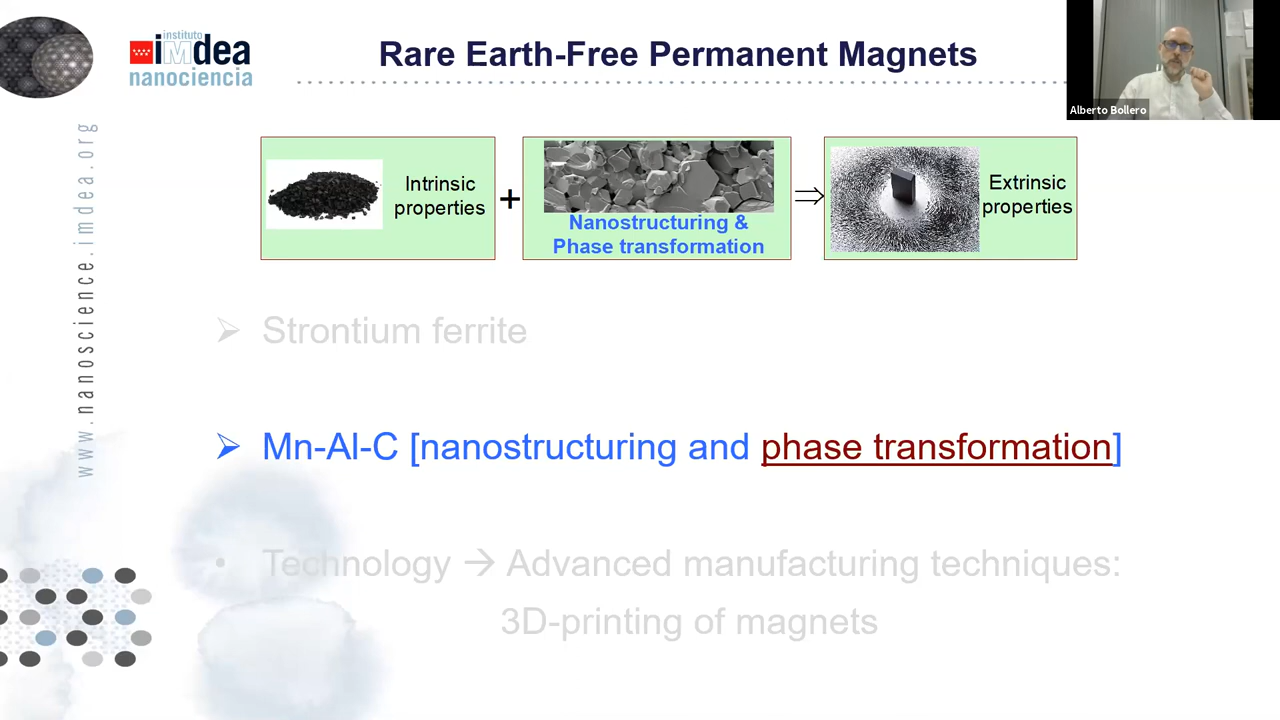 instituto
imdea
nanociencia
Rare Earth-Free Permanent Magnets
Alberto Bollero
www.nanoscience.imdea.org
Intrinsic
properties
+
Nanostructuring &
Phase transformation
⇒
Extrinsic
properties
➢ Strontium ferrite
➢ Mn-Al-C [nanostructuring and phase transformation]
• Technology → Advanced manufacturing techniques:
3D-printing of magnets